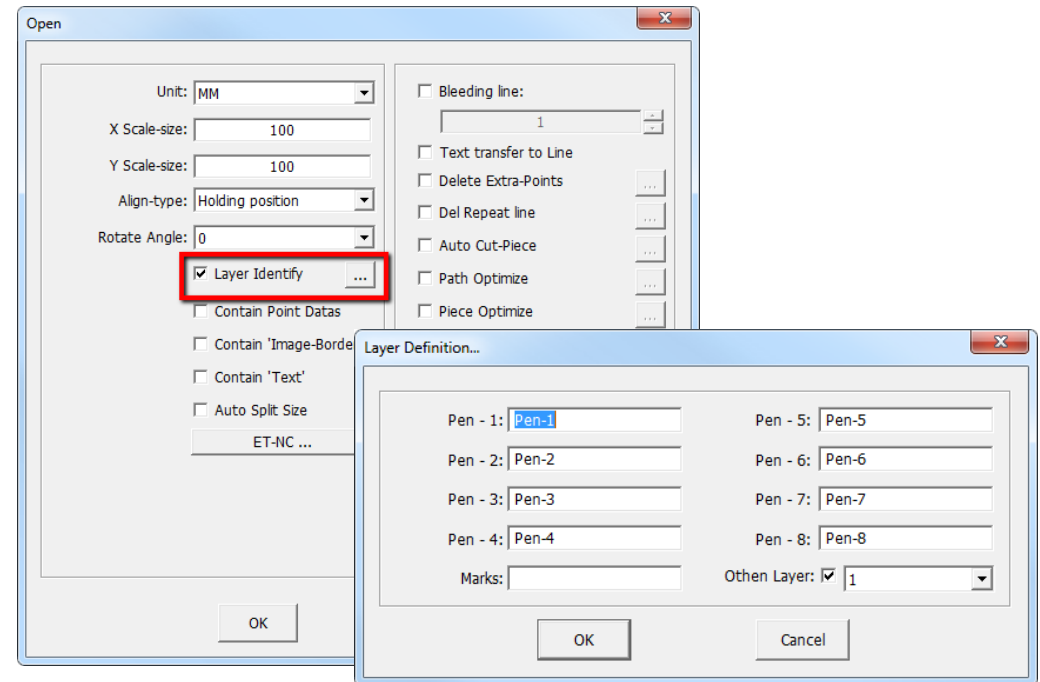 Open
x
Unit: MM
X Scale-size: 100
Y Scale-size: 100
Align-type: Holding position
Rotate Angle: 0
Layer Identify ...
Contain Point Datas
Contain 'Image-Borde
Contain 'Text'
Auto Split Size
ET-NC ...
OK
Bleeding line:
1
Text transfer to Line
Delete Extra-Points ...
Del Repeat line ...
Auto Cut-Piece ...
Path Optimize ...
Piece Optimize ...
Layer Definition...
x
Pen - 1: Pen-1
Pen - 2: Pen-2
Pen - 3: Pen-3
Pen - 4: Pen-4
Marks:
Pen - 5: Pen-5
Pen - 6: Pen-6
Pen - 7: Pen-7
Pen - 8: Pen-8
Othen Layer: 1
OK
Cancel